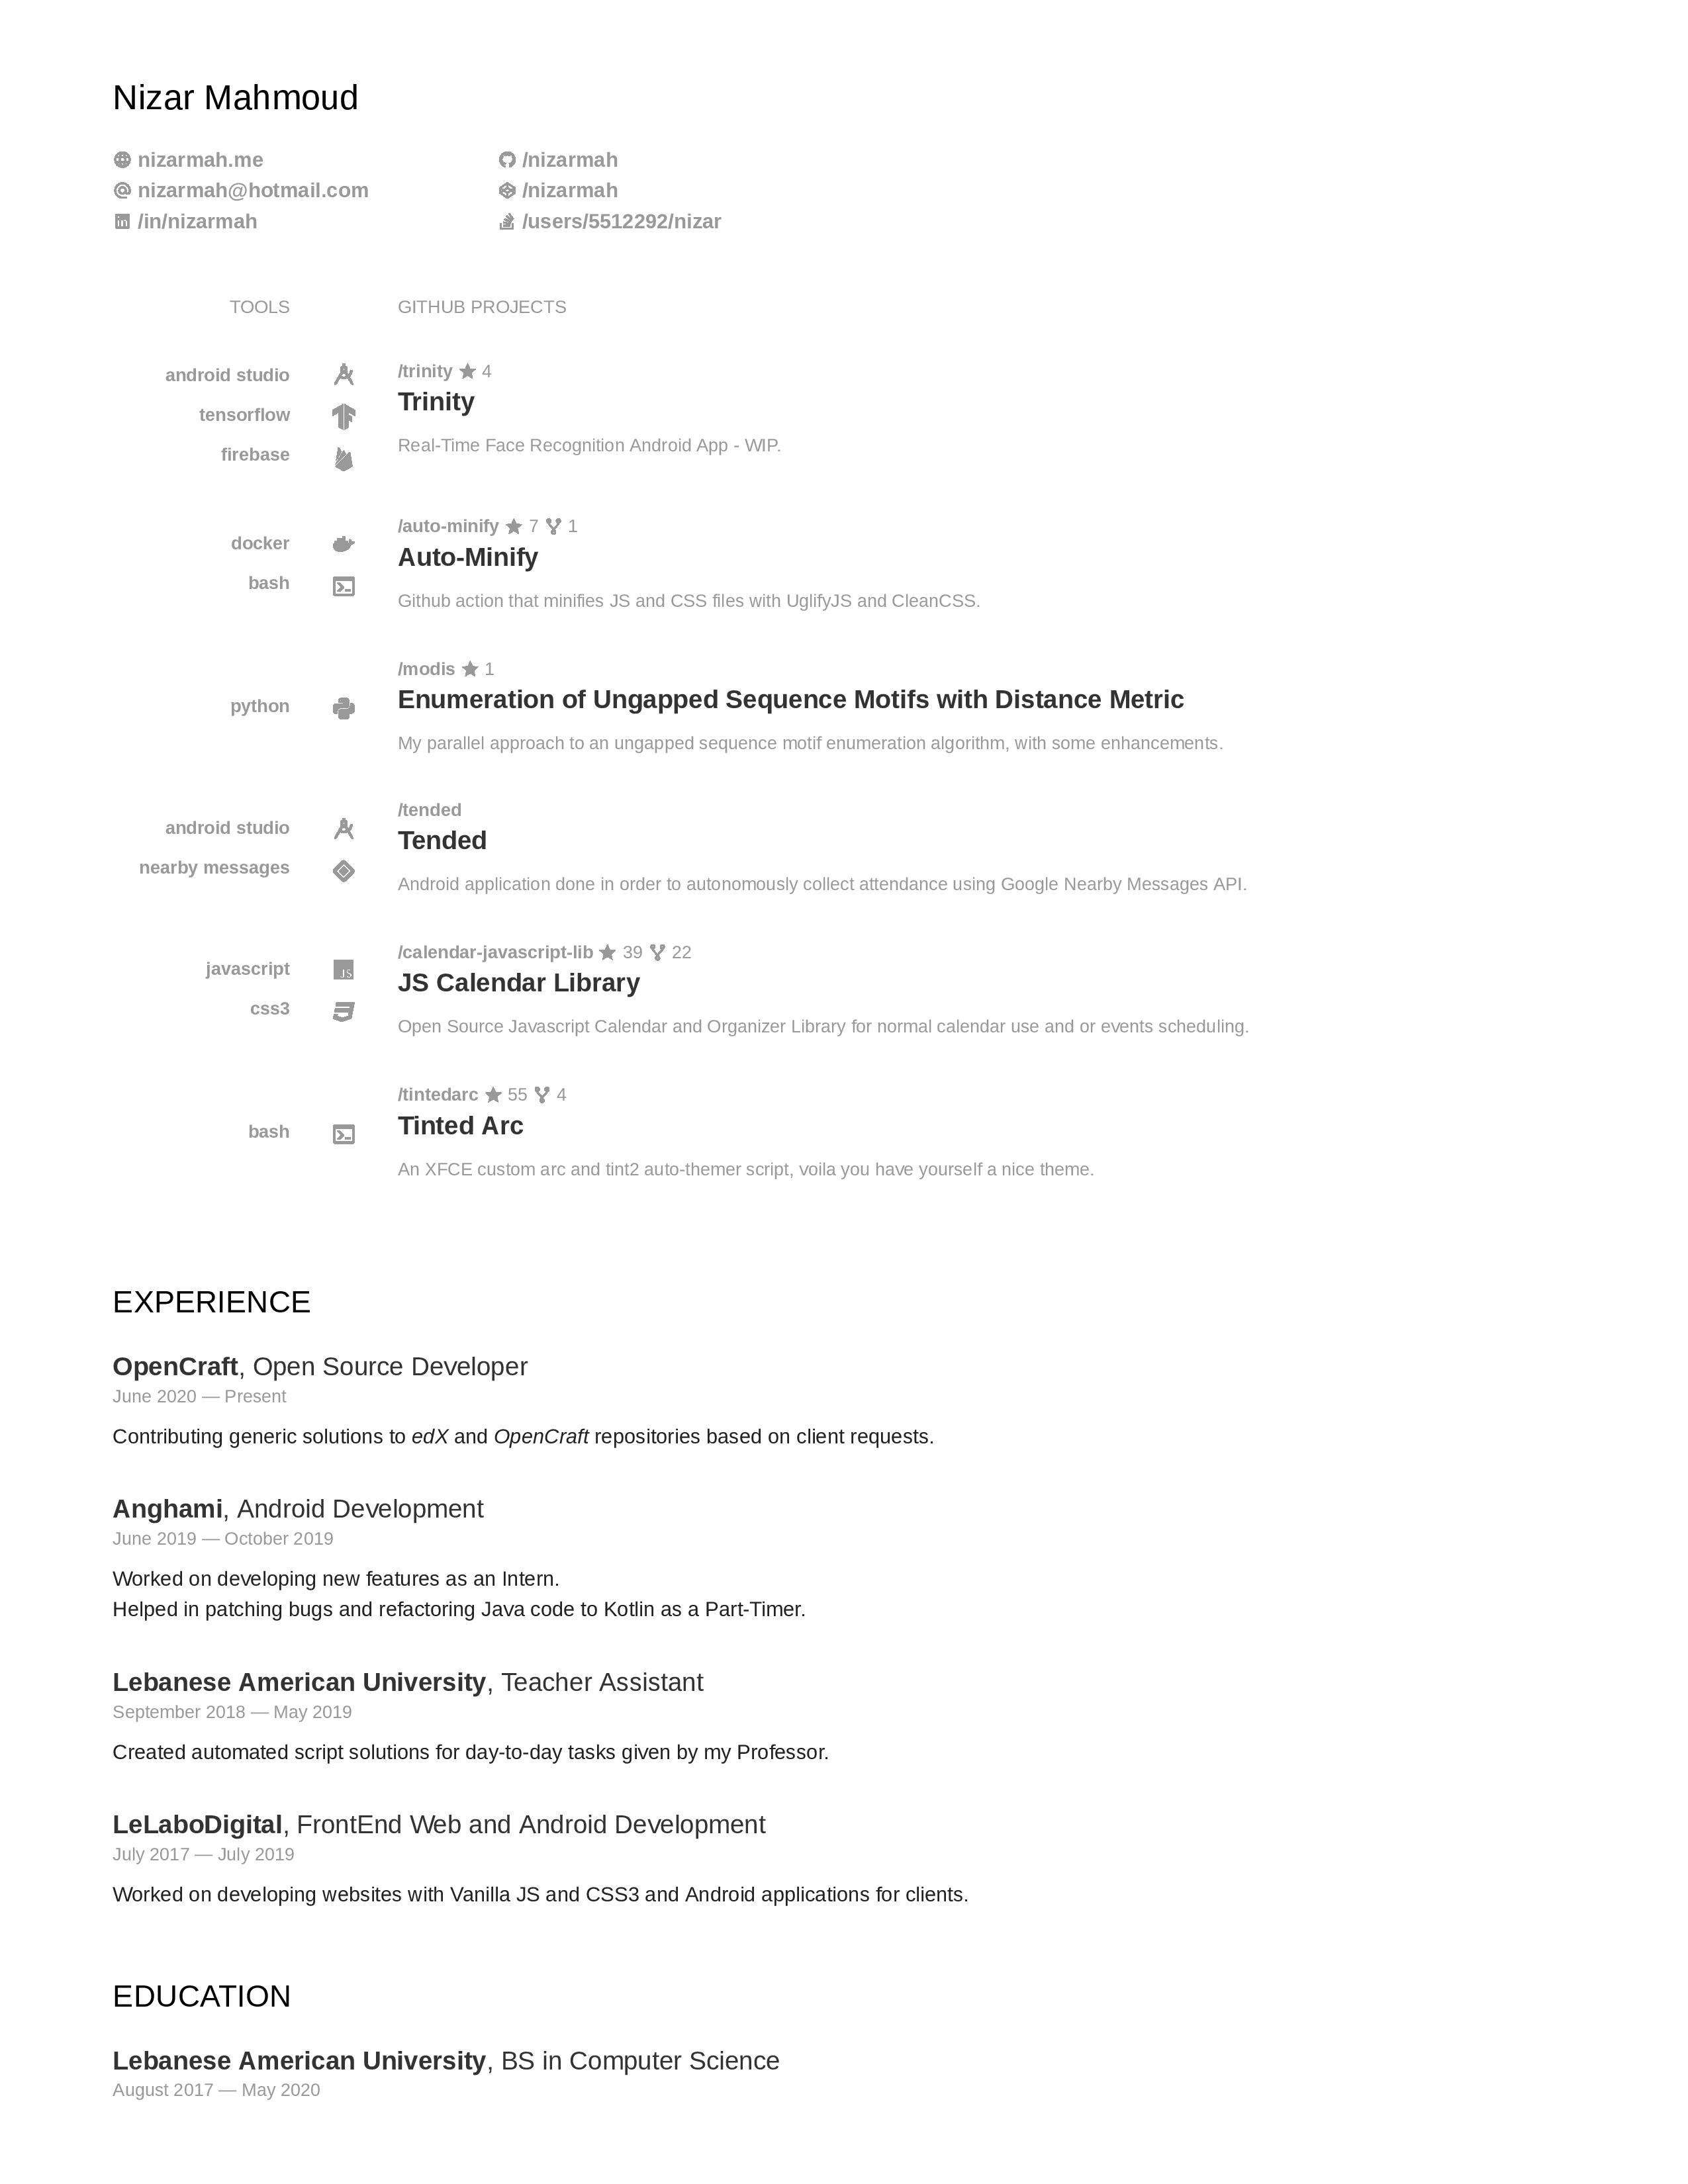 Nizar Mahmoud
nizarmah.me
/nizarmah
nizarmah@hotmail.com
/nizarmah
/in/nizarmah
/users/5512292/nizar
TOOLS
GITHUB PROJECTS
android studio
tensorflow
firebase
/trinity 4
Trinity
Real-Time Face Recognition Android App - WIP.
docker
bash
/auto-minify 7 1
Auto-Minify
Github action that minifies JS and CSS files with UglifyJS and CleanCSS.
python
/modis 1
Enumeration of Ungapped Sequence Motifs with Distance Metric
My parallel approach to an ungapped sequence motif enumeration algorithm, with some enhancements.
android studio
nearby messages
/tended
Tended
Android application done in order to autonomously collect attendance using Google Nearby Messages API.
javascript
JS
css3
/calendar-javascript-lib 39 22
JS Calendar Library
Open Source Javascript Calendar and Organizer Library for normal calendar use and or events scheduling.
bash
/tintedarc 55 4
Tinted Arc
An XFCE custom arc and tint2 auto-themer script, voila you have yourself a nice theme.
EXPERIENCE
OpenCraft, Open Source Developer
June 2020 — Present
Contributing generic solutions to edX and OpenCraft repositories based on client requests.
Anghami, Android Development
June 2019 — October 2019
Worked on developing new features as an Intern.
Helped in patching bugs and refactoring Java code to Kotlin as a Part-Timer.
Lebanese American University, Teacher Assistant
September 2018 — May 2019
Created automated script solutions for day-to-day tasks given by my Professor.
LeLaboDigital, FrontEnd Web and Android Development
July 2017 — July 2019
Worked on developing websites with Vanilla JS and CSS3 and Android applications for clients.
EDUCATION
Lebanese American University, BS in Computer Science
August 2017 — May 2020